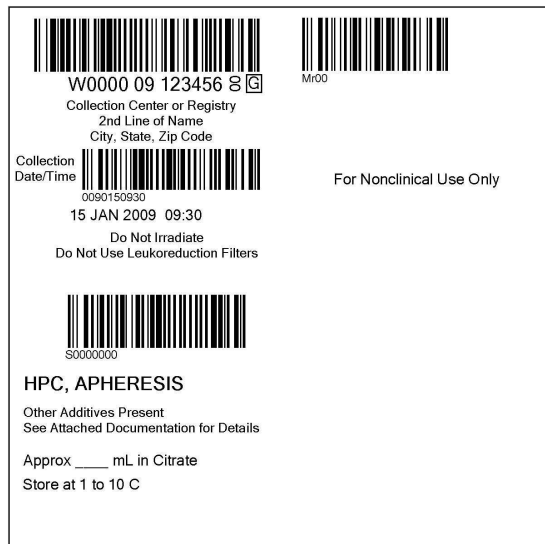 W0000 09 123456 00 G
Mr00
Collection Center or Registry
2nd Line of Name
City, State, Zip Code
Collection
Date/Time
0090150930
15 JAN 2009 09:30
For Nonclinical Use Only
Do Not Irradiate
Do Not Use Leukoreduction Filters
S0000000
HPC, APHERESIS
Other Additives Present
See Attached Documentation for Details
Approx ____ mL in Citrate
Store at 1 to 10 C